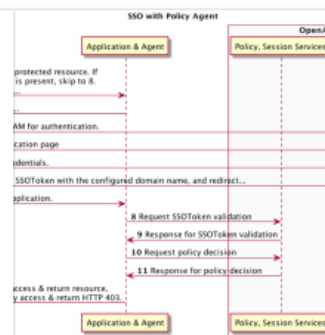 SSO with Policy Agent
OpenA
Application & Agent
Policy, Session Services
protected resource. If
is present, skip to 8.
...
...
AM for authentication.
cation page
edentials.
SSOToken with the configured domain name, and redirect...
pplication.
8 Request SSOToken validation
9 Response for SSOToken validation
10 Request policy decision
11 Response for policy decision
access & return resource,
y access & return HTTP 403.
Application & Agent
Policy, Session Services